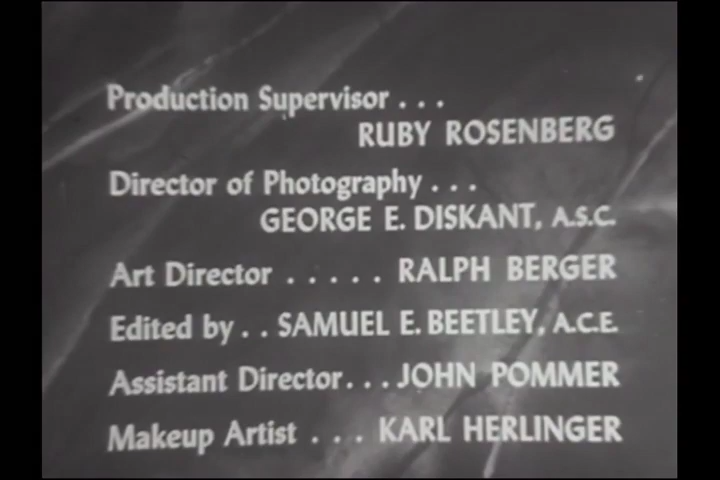 Production Supervisor . . .
RUBY ROSENBERG
Director of Photography . . .
GEORGE E. DISKANT, A.S.C.
Art Director . . . . . RALPH BERGER
Edited by . . SAMUEL E. BEETLEY, A.C.E.
Assistant Director . . . JOHN POMMER
Makeup Artist . . . KARL HERLINGER